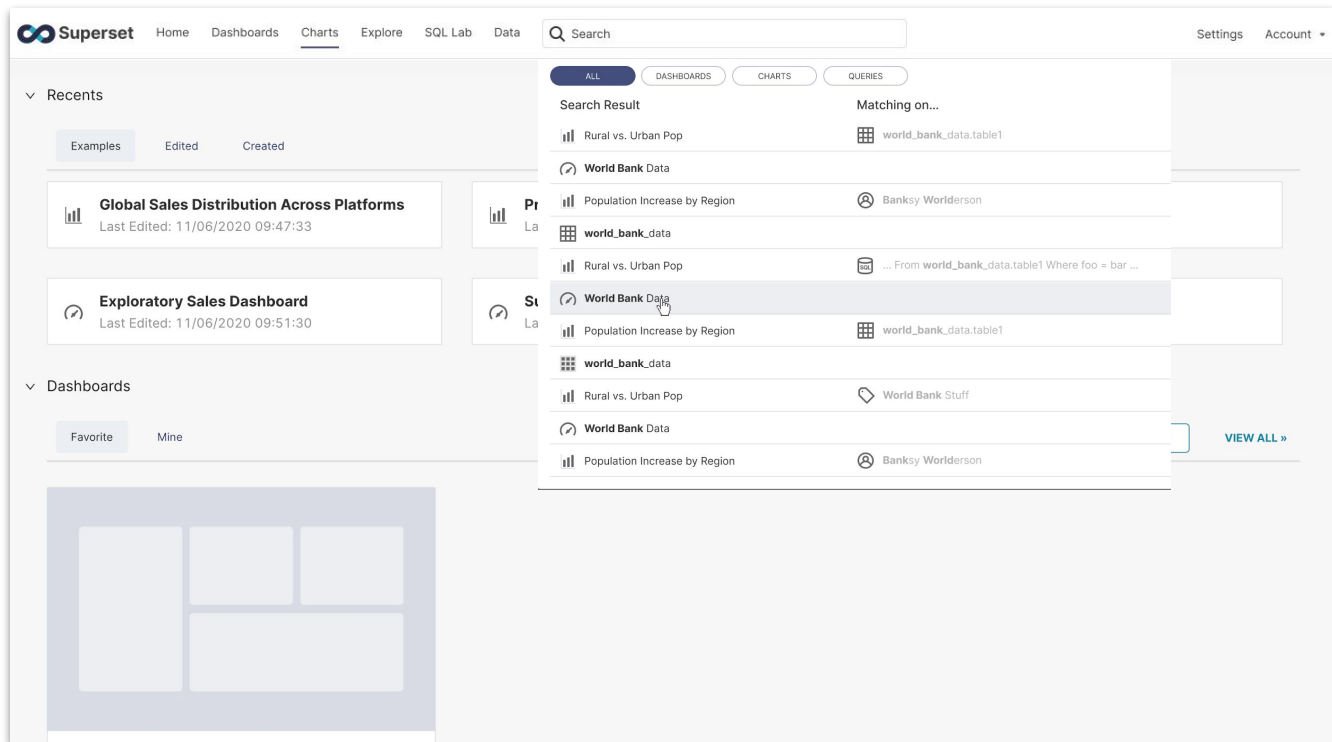 Superset Home Dashboards Charts Explore SQL Lab Data Search Settings Account
ALL DASHBOARDS CHARTS QUERIES
Search Result Matching on...
Rural vs. Urban Pop world_bank_data.table1
World Bank Data
Population Increase by Region Banksy Worlderson
world_bank_data
Rural vs. Urban Pop SQL ... From world_bank_data.table1 Where foo = bar ...
World Bank Data
Population Increase by Region world_bank_data.table1
world_bank_data
Rural vs. Urban Pop World Bank Stuff
World Bank Data
Population Increase by Region Banksy Worlderson
Recents
Examples Edited Created
Global Sales Distribution Across Platforms
Last Edited: 11/06/2020 09:47:33
Exploratory Sales Dashboard
Last Edited: 11/06/2020 09:51:30
Dashboards
Favorite Mine VIEW ALL »